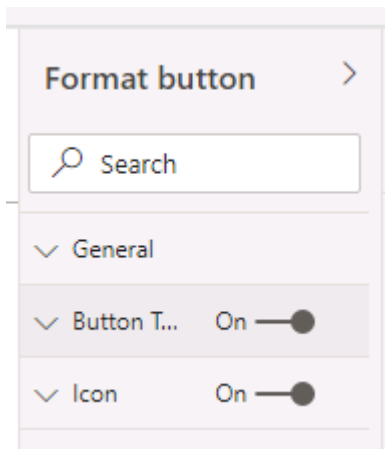 Format button
Search
General
Button T... On
Icon On